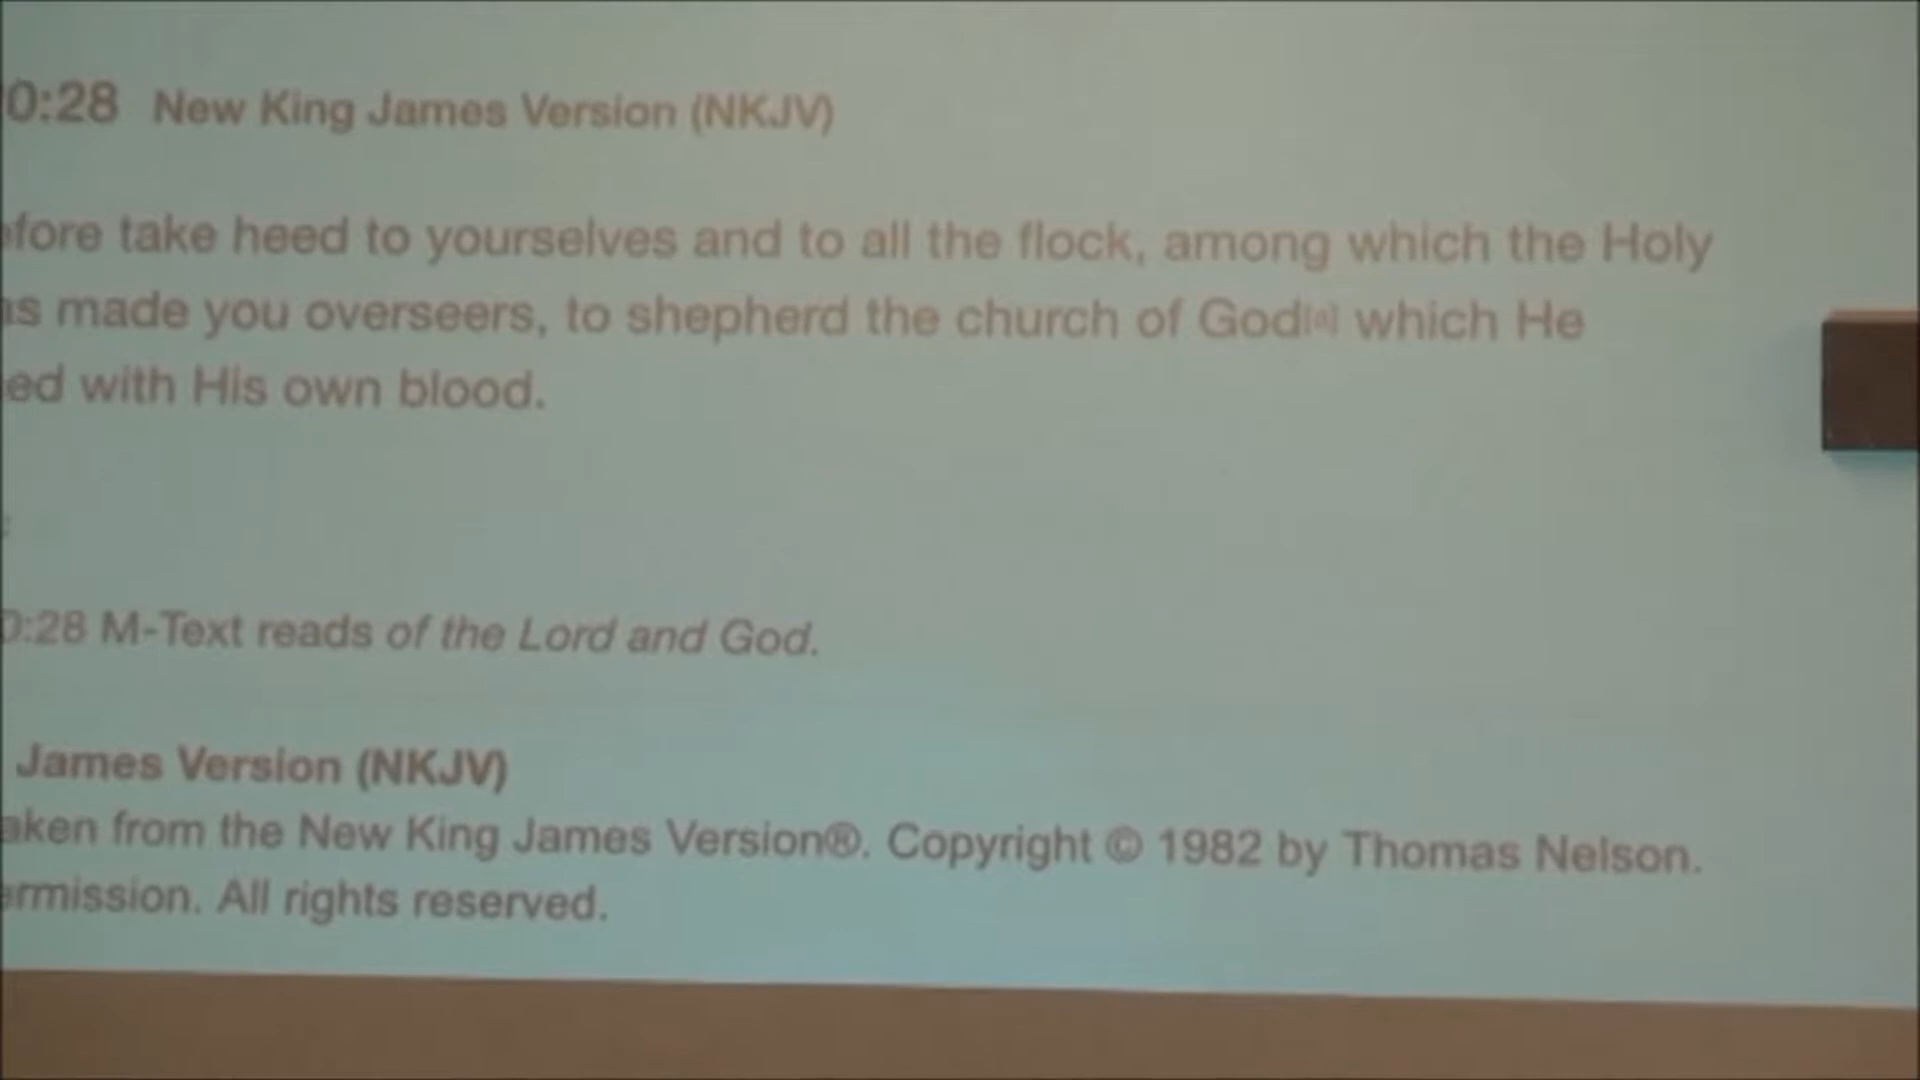 0:28 New King James Version (NKJV)
fore take heed to yourselves and to all the flock, among which the Holy
as made you overseers, to shepherd the church of God[a] which He
ed with His own blood.
0:28 M-Text reads of the Lord and God.
James Version (NKJV)
aken from the New King James Version®. Copyright © 1982 by Thomas Nelson.
ermission. All rights reserved.